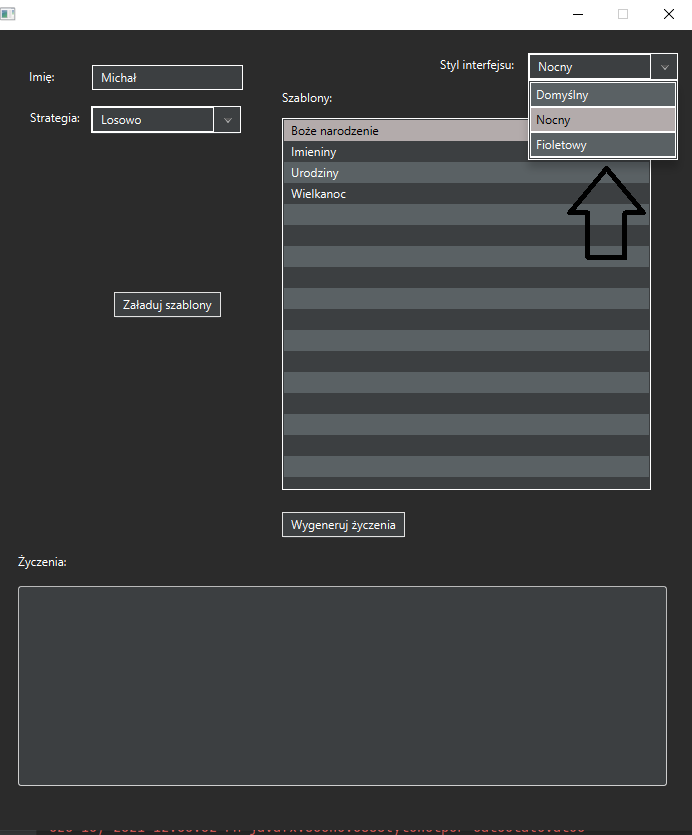 Imię:
Michał
Styl interfejsu:
Nocny
Domyślny
Nocny
Fioletowy
Strategia:
Losowo
Szablony:
Boże narodzenie
Imieniny
Urodziny
Wielkanoc
Załaduj szablony
Wygeneruj życzenia
Życzenia: